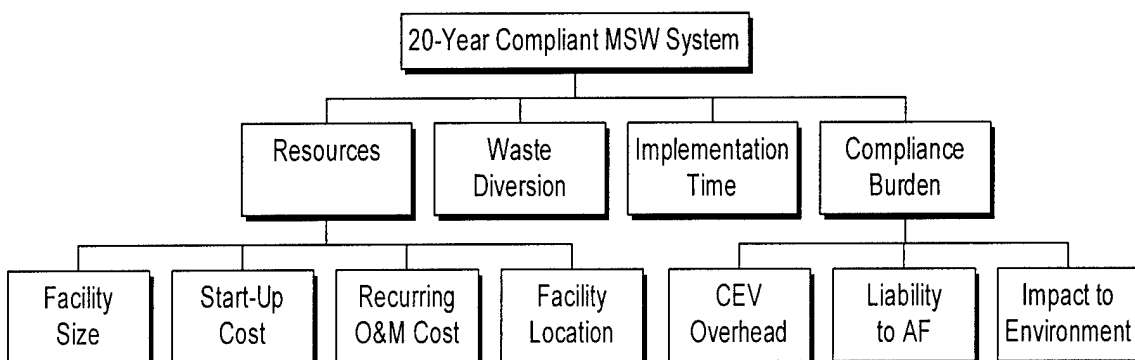 20-Year Compliant MSW System
Resources
Waste
Diversion
Implementation
Time
Compliance
Burden
Facility
Size
Start-Up
Cost
Recurring
O&M Cost
Facility
Location
CEV
Overhead
Liability
to AF
Impact to
Environment